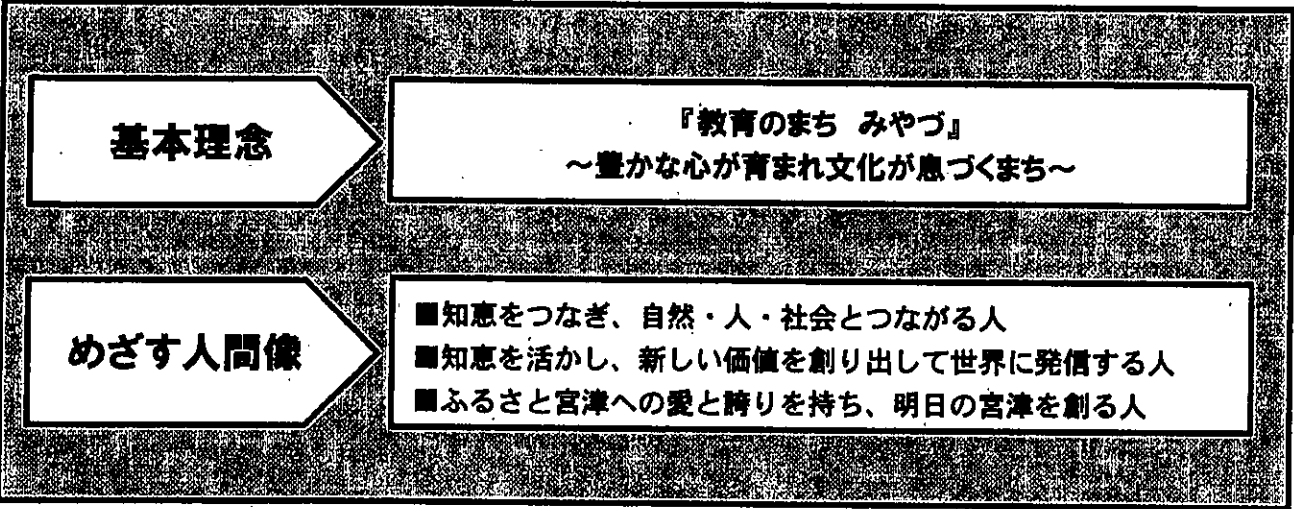 基本理念
『教育のまち みやづ』
～豊かな心が育まれ文化が息づくまち～
めざす人間像
■知恵をつなぎ、自然・人・社会とつながる人
■知恵を活かし、新しい価値を創り出して世界に発信する人
■ふるさと宮津への愛と誇りを持ち、明日の宮津を創る人